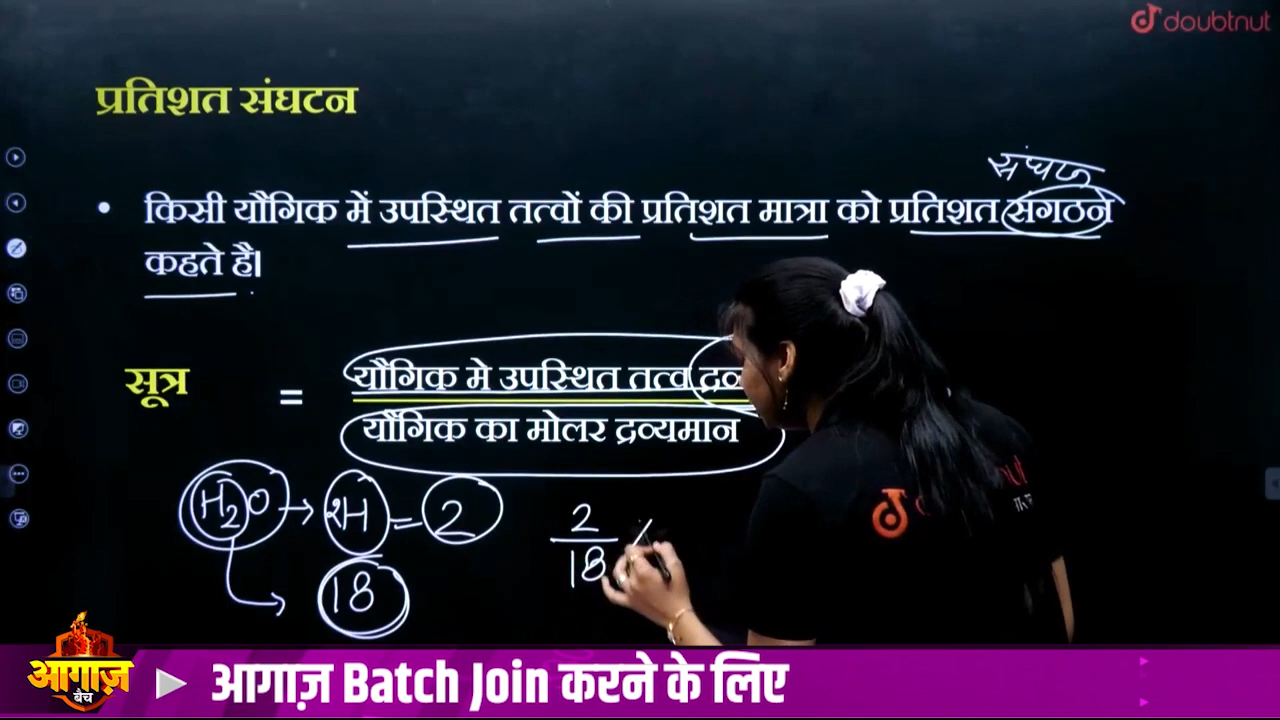 doubtnut
प्रतिशत संघटन
संघटन
• किसी यौगिक में उपस्थित तत्वों की प्रतिशत मात्रा को प्रतिशत संगठने
कहते है।
सूत्र = यौगिक मे उपस्थित तत्व
यौगिक का मोलर द्रव्यमान
H2O → 2H = 2
2
18
18
आगाज़
बैच
आगाज़ Batch Join करने के लिए